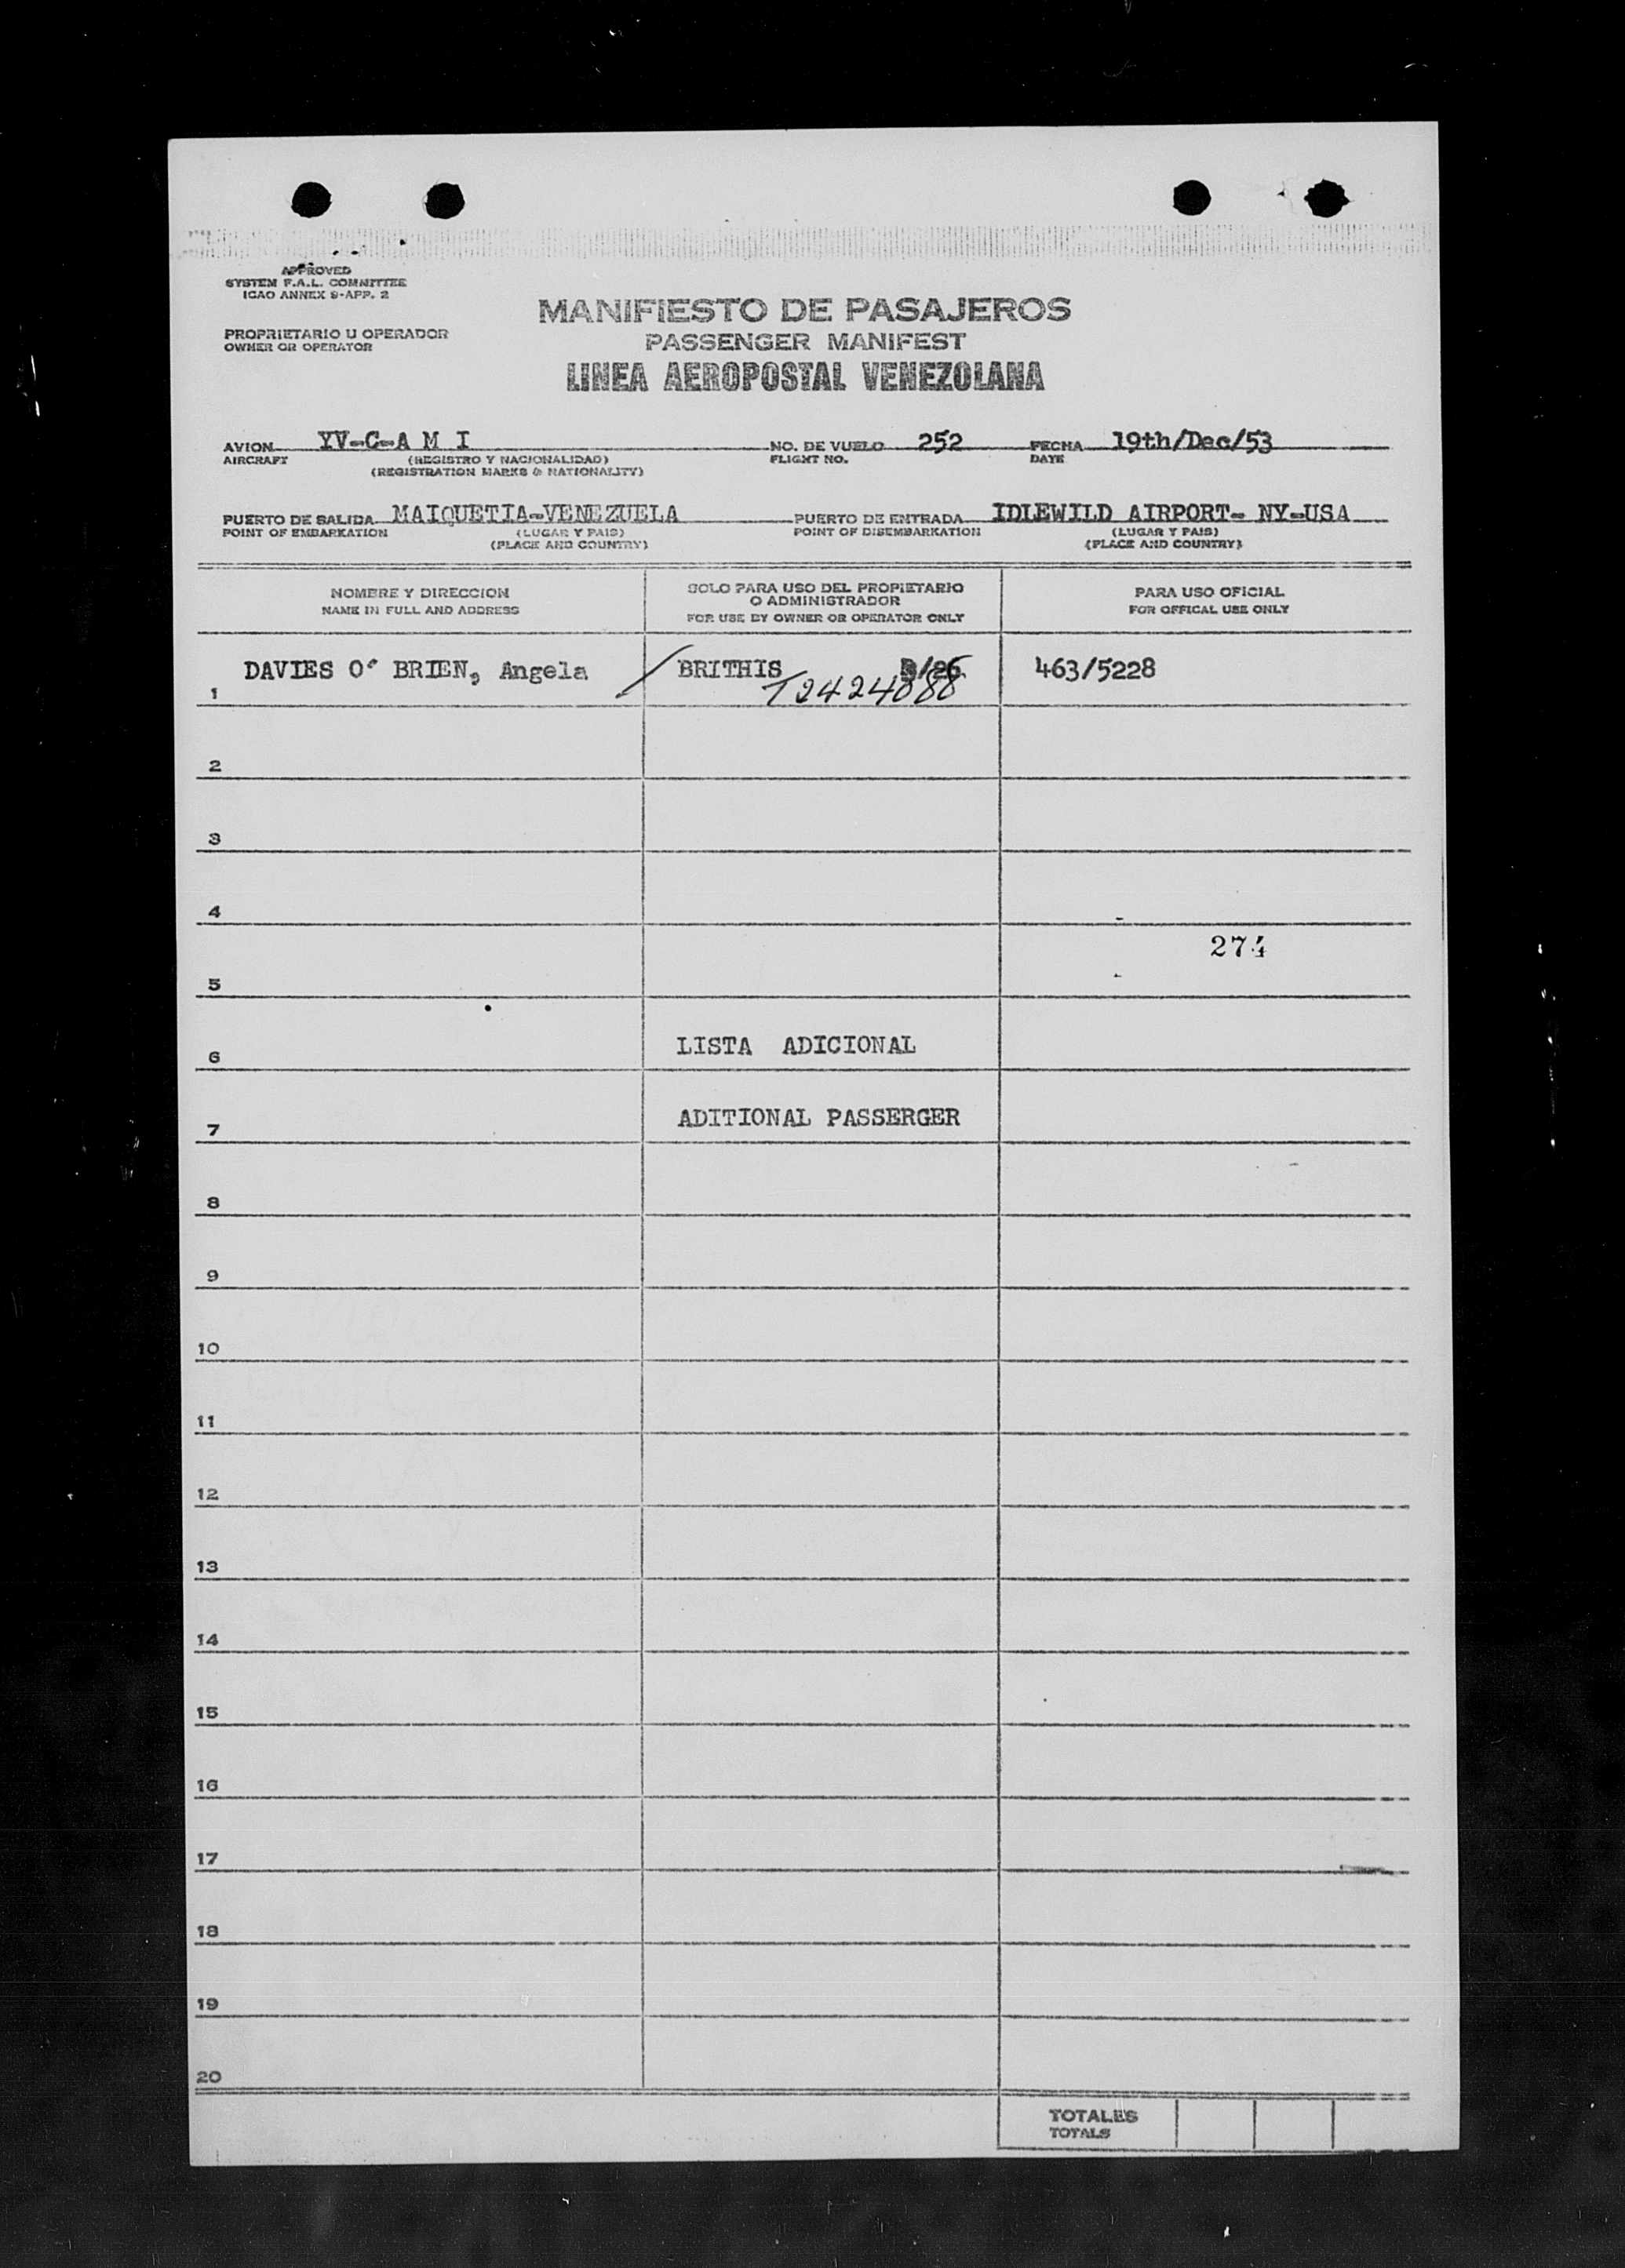 APPROVED
SYSTEM F.A.L. COMMITTEE
ICAO ANNEX 9-APP. 2
PROPRIETARIO U OPERADOR
OWNER OR OPERATOR
MANIFIESTO DE PASAJEROS
PASSENGER MANIFEST
LINEA AEROPOSTAL VENEZOLANA
AVION YV-C-A M I NO. DE VUELO 252 FECHA 19th/Dec/53
AIRCRAFT (REGISTRO Y NACIONALIDAD) FLIGHT NO. DATE
(REGISTRATION MARKS & NATIONALITY)
PUERTO DE SALIDA MAIQUETIA-VENEZUELA PUERTO DE ENTRADA IDLEWILD AIRPORT- NY-USA
POINT OF EMBARKATION (LUGAR Y PAIS) POINT OF DISEMBARKATION (LUGAR Y PAIS)
(PLACE AND COUNTRY) (PLACE AND COUNTRY)
NOMBRE Y DIRECCION SOLO PARA USO DEL PROPIETARIO PARA USO OFICIAL
NAME IN FULL AND ADDRESS O ADMINISTRADOR FOR OFFICAL USE ONLY
FOR USE BY OWNER OR OPERATOR ONLY
1 DAVIES O' BRIEN, Angela / BRITHIS 463/5228
2
3
4
274
5
6 LISTA ADICIONAL
7 ADITIONAL PASSERGER
8
9
10
11
12
13
14
15
16
17
18
19
20
TOTALES
TOTALS